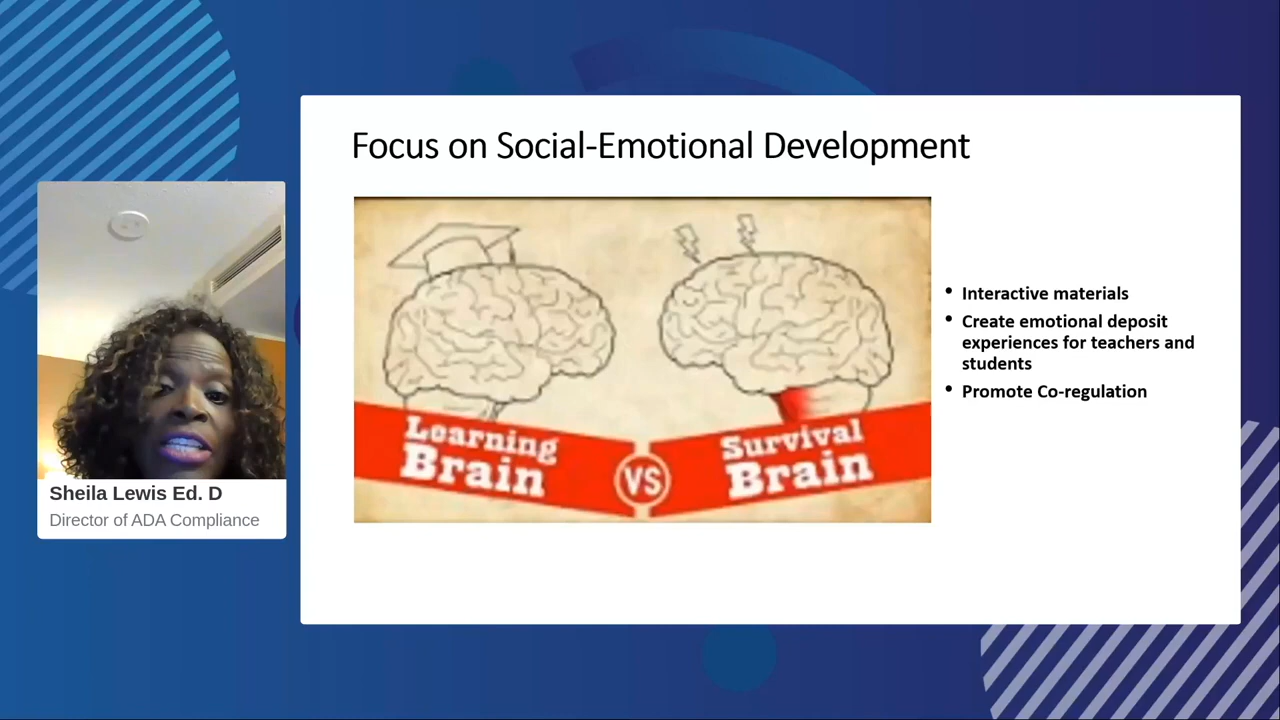 Focus on Social-Emotional Development
Learning
Brain
VS
Survival
Brain
• Interactive materials
• Create emotional deposit
experiences for teachers and
students
• Promote Co-regulation
Sheila Lewis Ed. D
Director of ADA Compliance